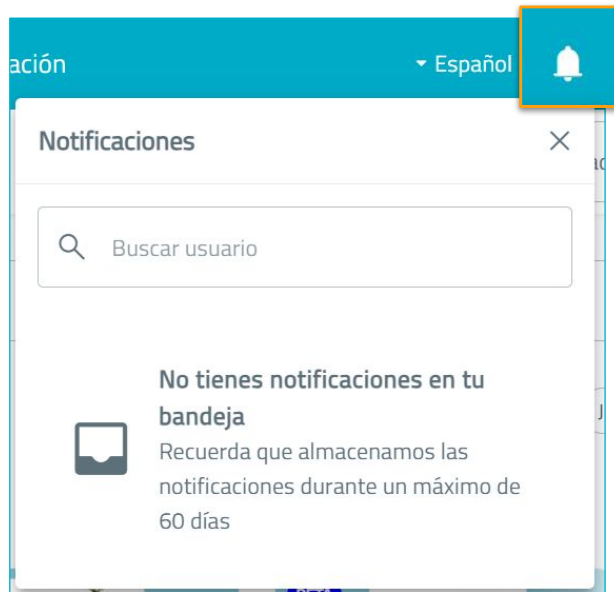 ación
Español
Notificaciones
Buscar usuario
No tienes notificaciones en tu
bandeja
Recuerda que almacenamos las
notificaciones durante un máximo de
60 días